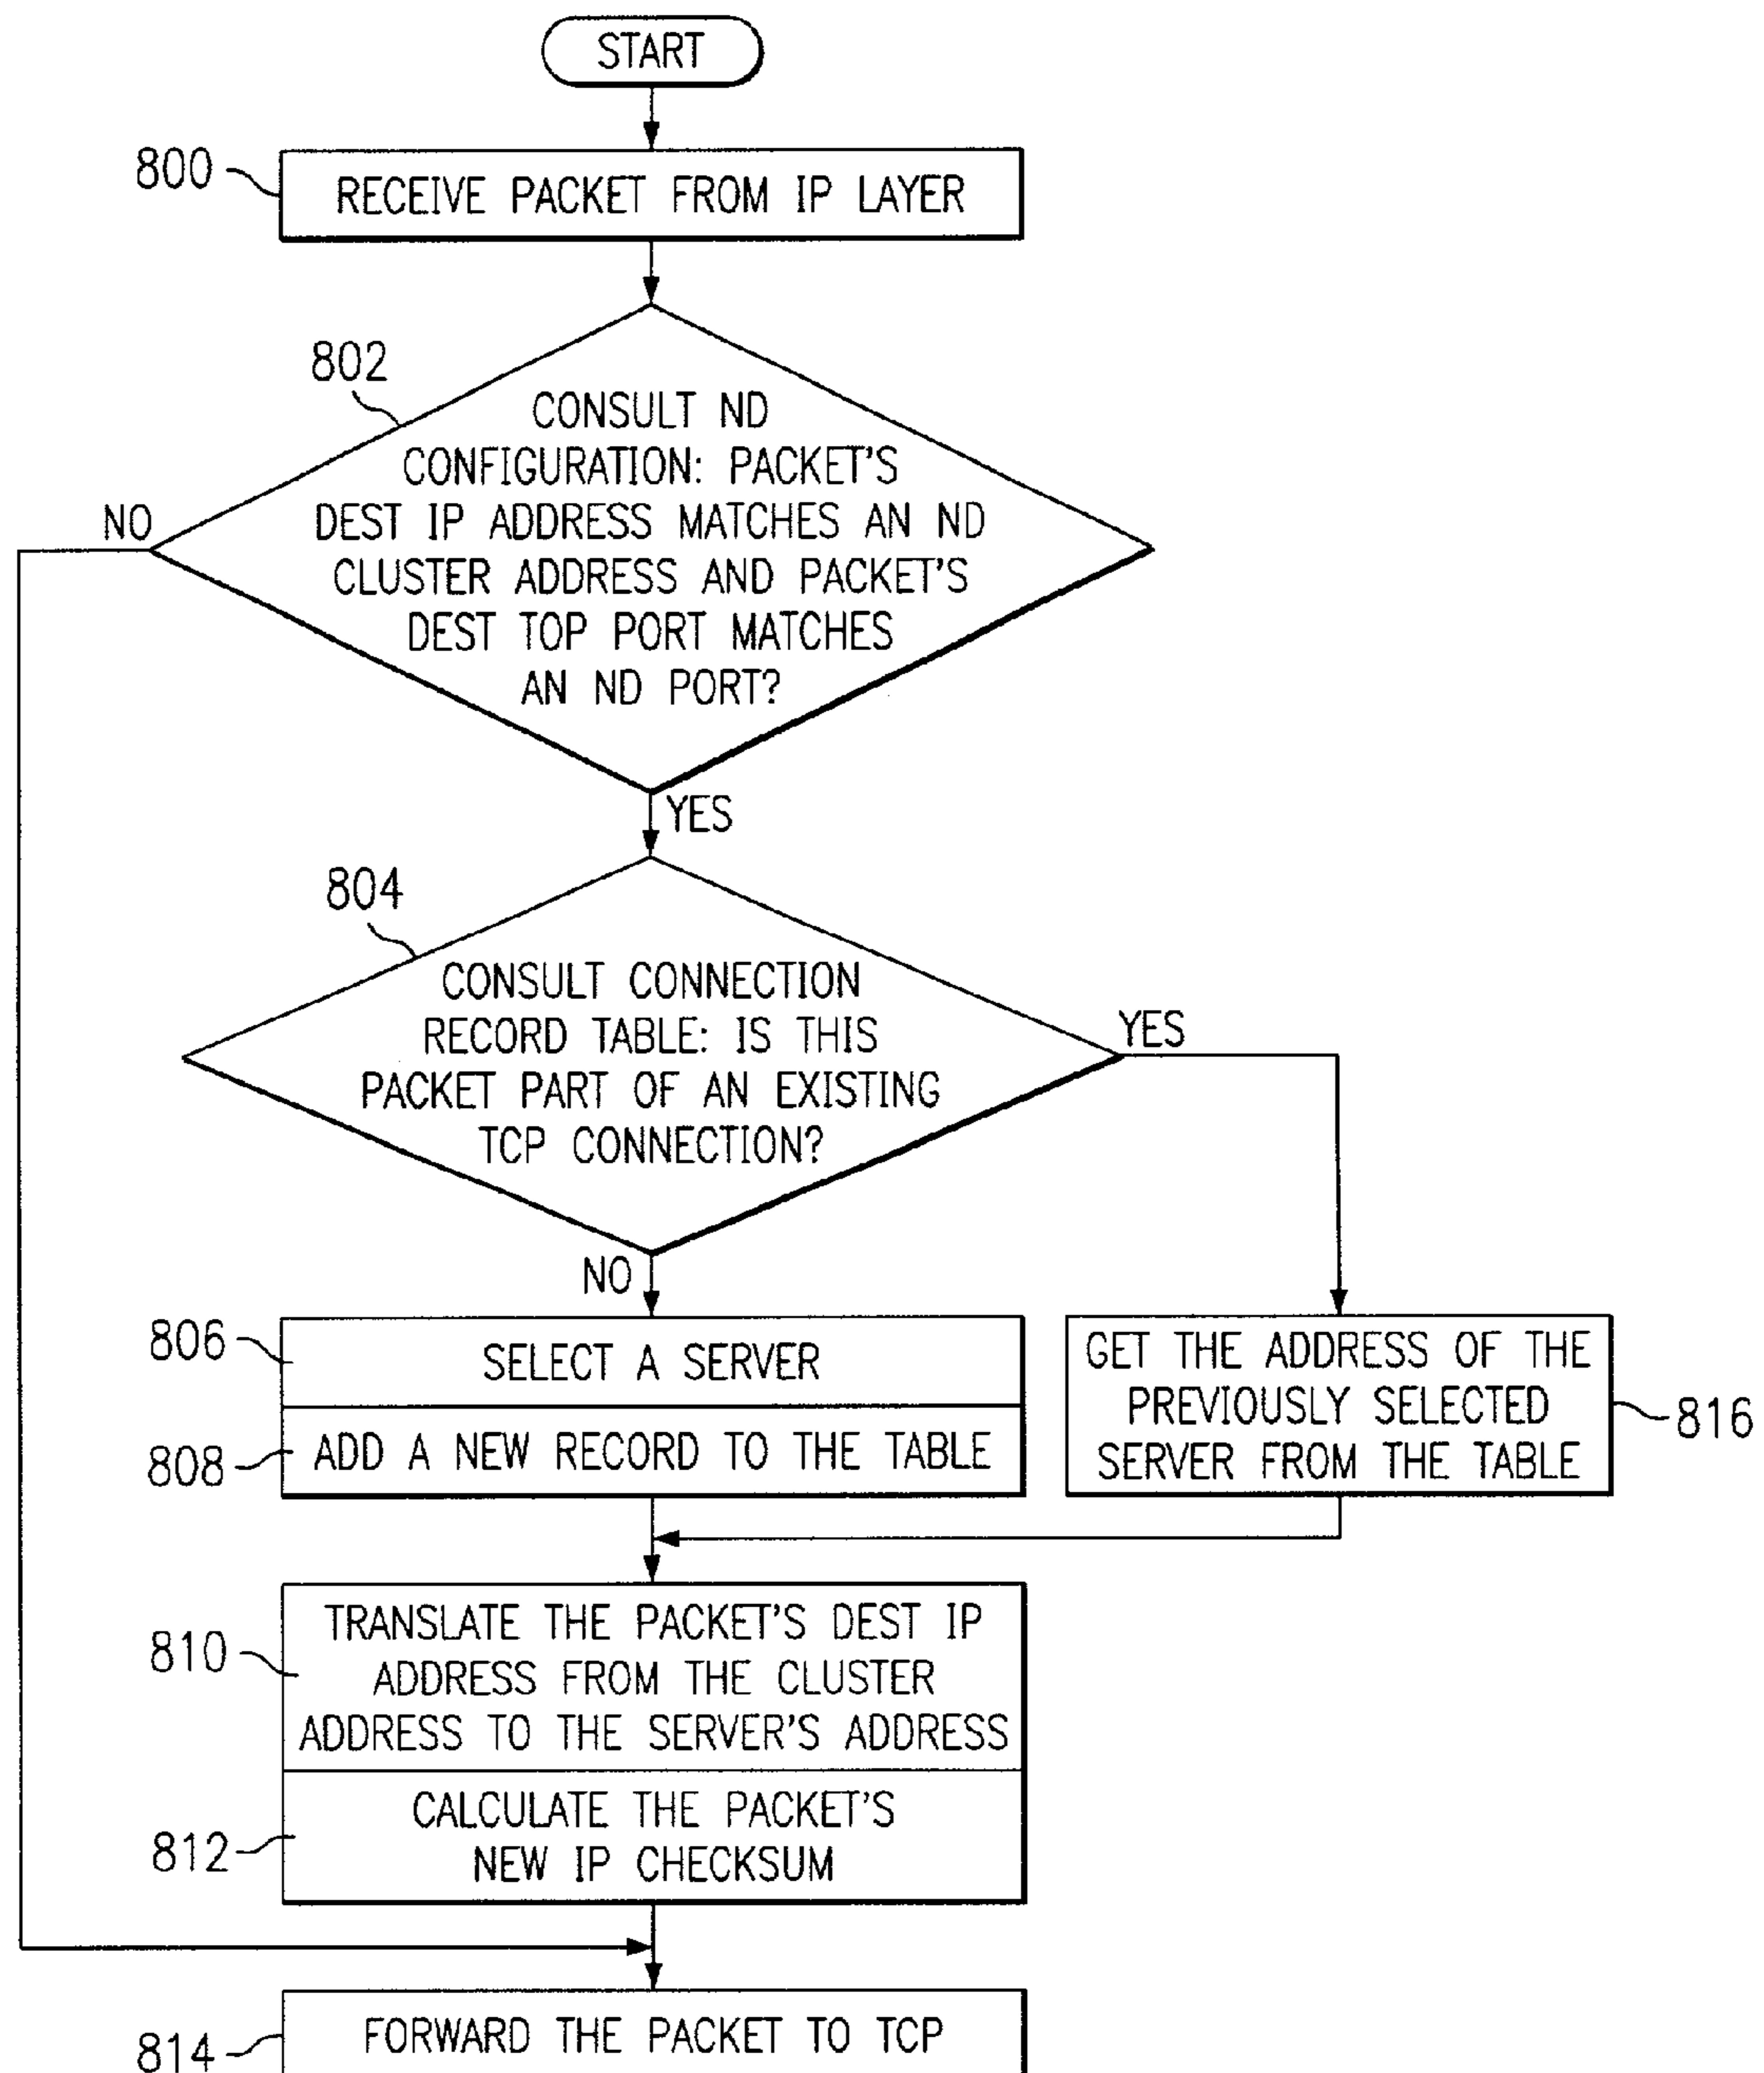 START
800
RECEIVE PACKET FROM IP LAYER
802
CONSULT ND
CONFIGURATION: PACKET'S
DEST IP ADDRESS MATCHES AN ND
CLUSTER ADDRESS AND PACKET'S
DEST TOP PORT MATCHES
AN ND PORT?
NO
YES
804
CONSULT CONNECTION
RECORD TABLE: IS THIS
PACKET PART OF AN EXISTING
TCP CONNECTION?
YES
NO
806
SELECT A SERVER
808
ADD A NEW RECORD TO THE TABLE
GET THE ADDRESS OF THE
PREVIOUSLY SELECTED
SERVER FROM THE TABLE
816
810
TRANSLATE THE PACKET'S DEST IP
ADDRESS FROM THE CLUSTER
ADDRESS TO THE SERVER'S ADDRESS
812
CALCULATE THE PACKET'S
NEW IP CHECKSUM
814
FORWARD THE PACKET TO TCP